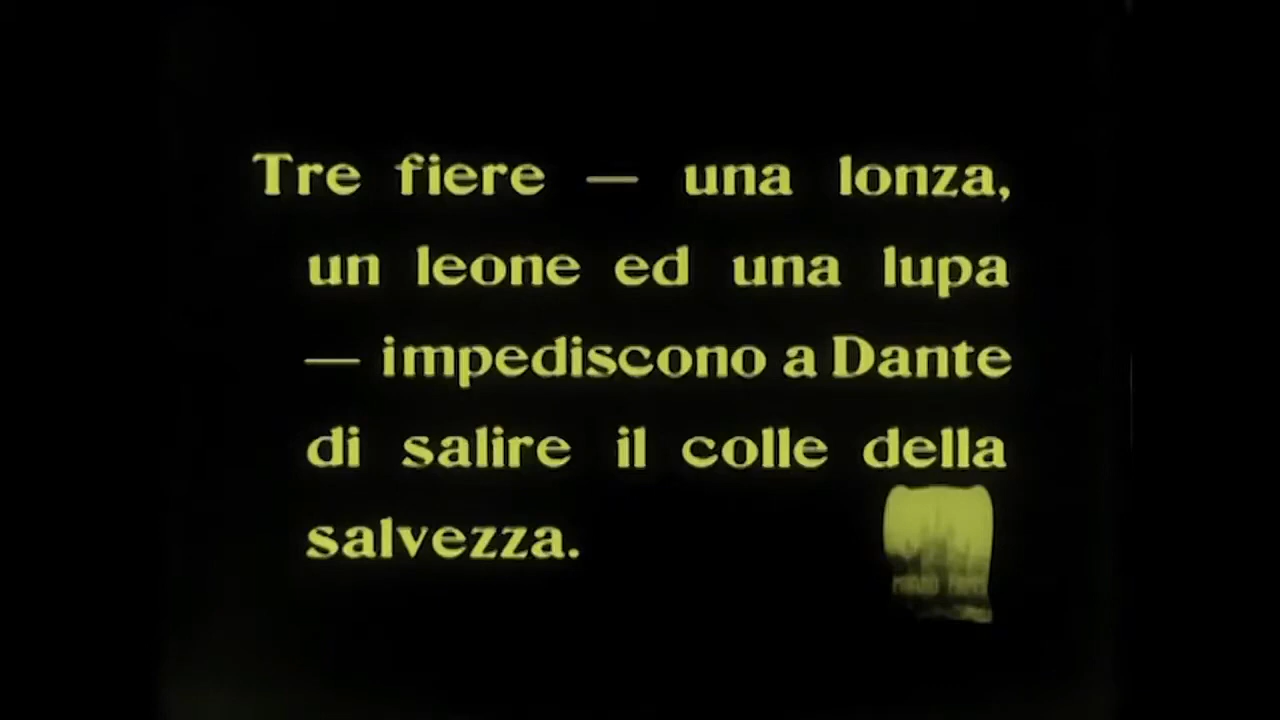 Tre fiere — una lonza,
un leone ed una lupa
— impediscono a Dante
di salire il colle della
salvezza.